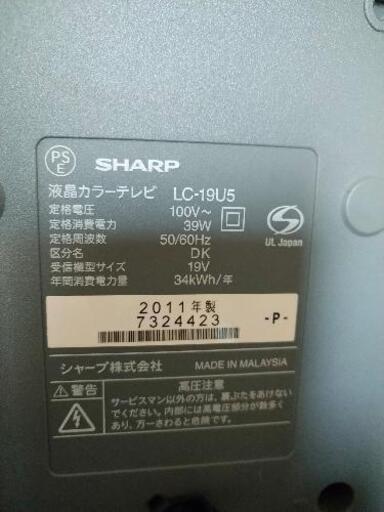 PS
E
SHARP
液晶カラーテレビ LC-19U5
定格電圧 100V～
定格消費電力 39W
定格周波数 50/60Hz
区分名 DK
受信機型サイズ 19V
年間消費電力量 34kWh/年
S
UL Japan
2011年製
7324423
-P-
シャープ株式会社 MADE IN MALAYSIA
⚠警告 高圧注意
サービスマン以外の方は、裏ぶたをあけない
でください。内部には高電圧部分が数多く
あり、万一さわると危険です。